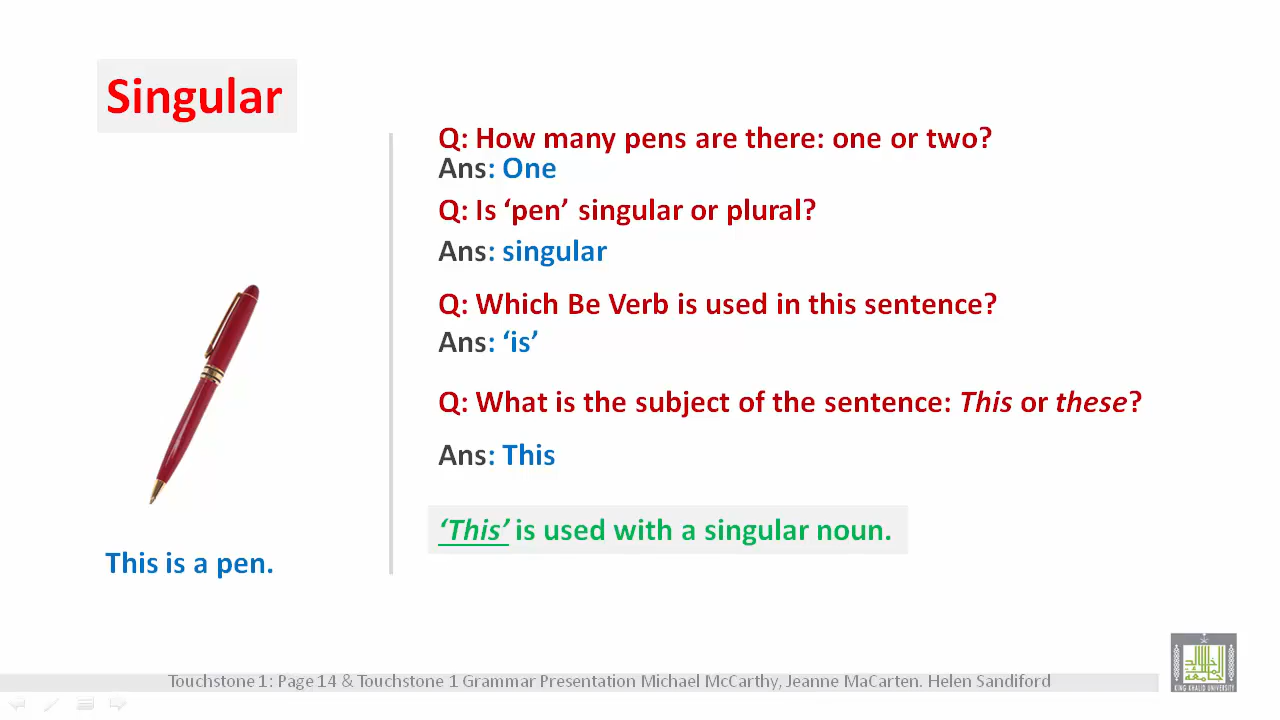 Singular
Q: How many pens are there: one or two?
Ans: One
Q: Is ‘pen’ singular or plural?
Ans: singular
Q: Which Be Verb is used in this sentence?
Ans: ‘is’
Q: What is the subject of the sentence: This or these?
Ans: This
‘This’ is used with a singular noun.
This is a pen.
Touchstone 1: Page 14 & Touchstone 1 Grammar Presentation Michael McCarthy, Jeanne MaCarten. Helen Sandiford
KING KHALID UNIVERSITY